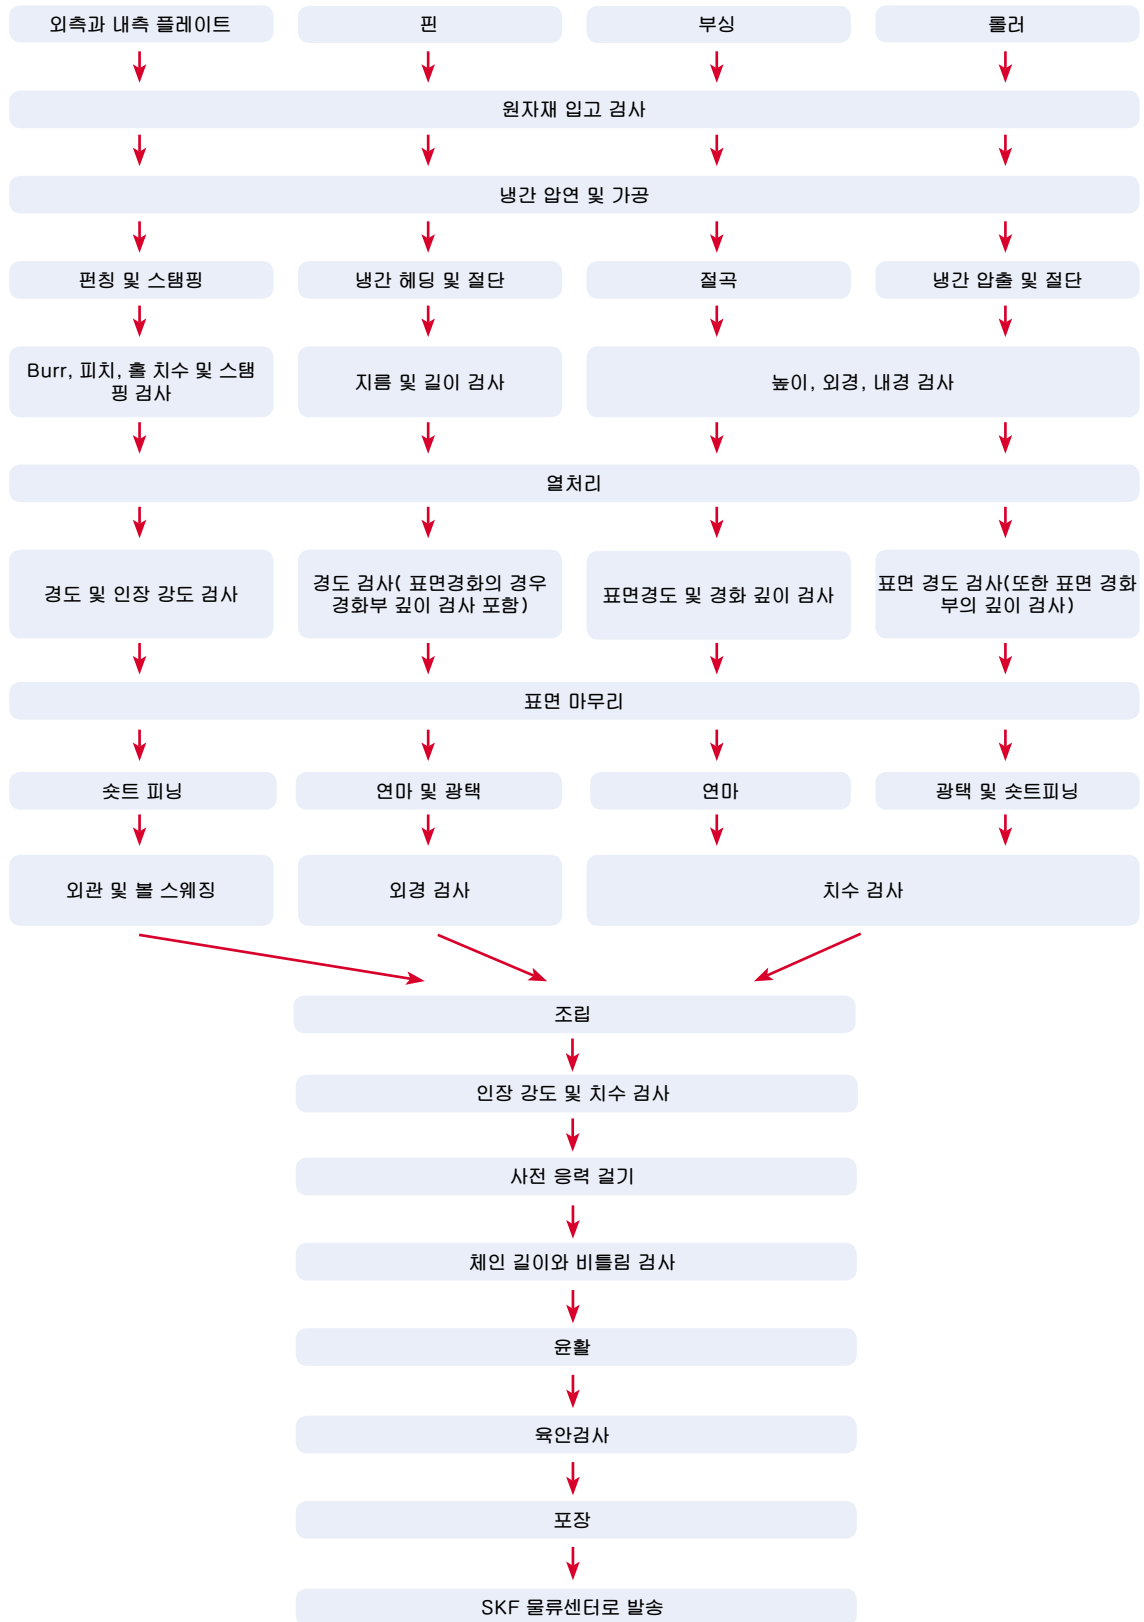 외측과 내측 플레이트
핀
부싱
롤러
원자재 입고 검사
냉간 압연 및 가공
펀칭 및 스탬핑
냉간 헤딩 및 절단
절곡
냉간 압출 및 절단
Burr, 피치, 홀 치수 및 스탬
핑 검사
지름 및 길이 검사
높이, 외경, 내경 검사
열처리
경도 및 인장 강도 검사
경도 검사( 표면경화의 경우
경화부 깊이 검사 포함)
표면경도 및 경화 깊이 검사
표면 경도 검사(또한 표면 경화
부의 깊이 검사)
표면 마무리
숏트 피닝
연마 및 광택
연마
광택 및 숏트피닝
외관 및 볼 스웨징
외경 검사
치수 검사
조립
인장 강도 및 치수 검사
사전 응력 걸기
체인 길이와 비틀림 검사
윤활
육안검사
포장
SKF 물류센터로 발송